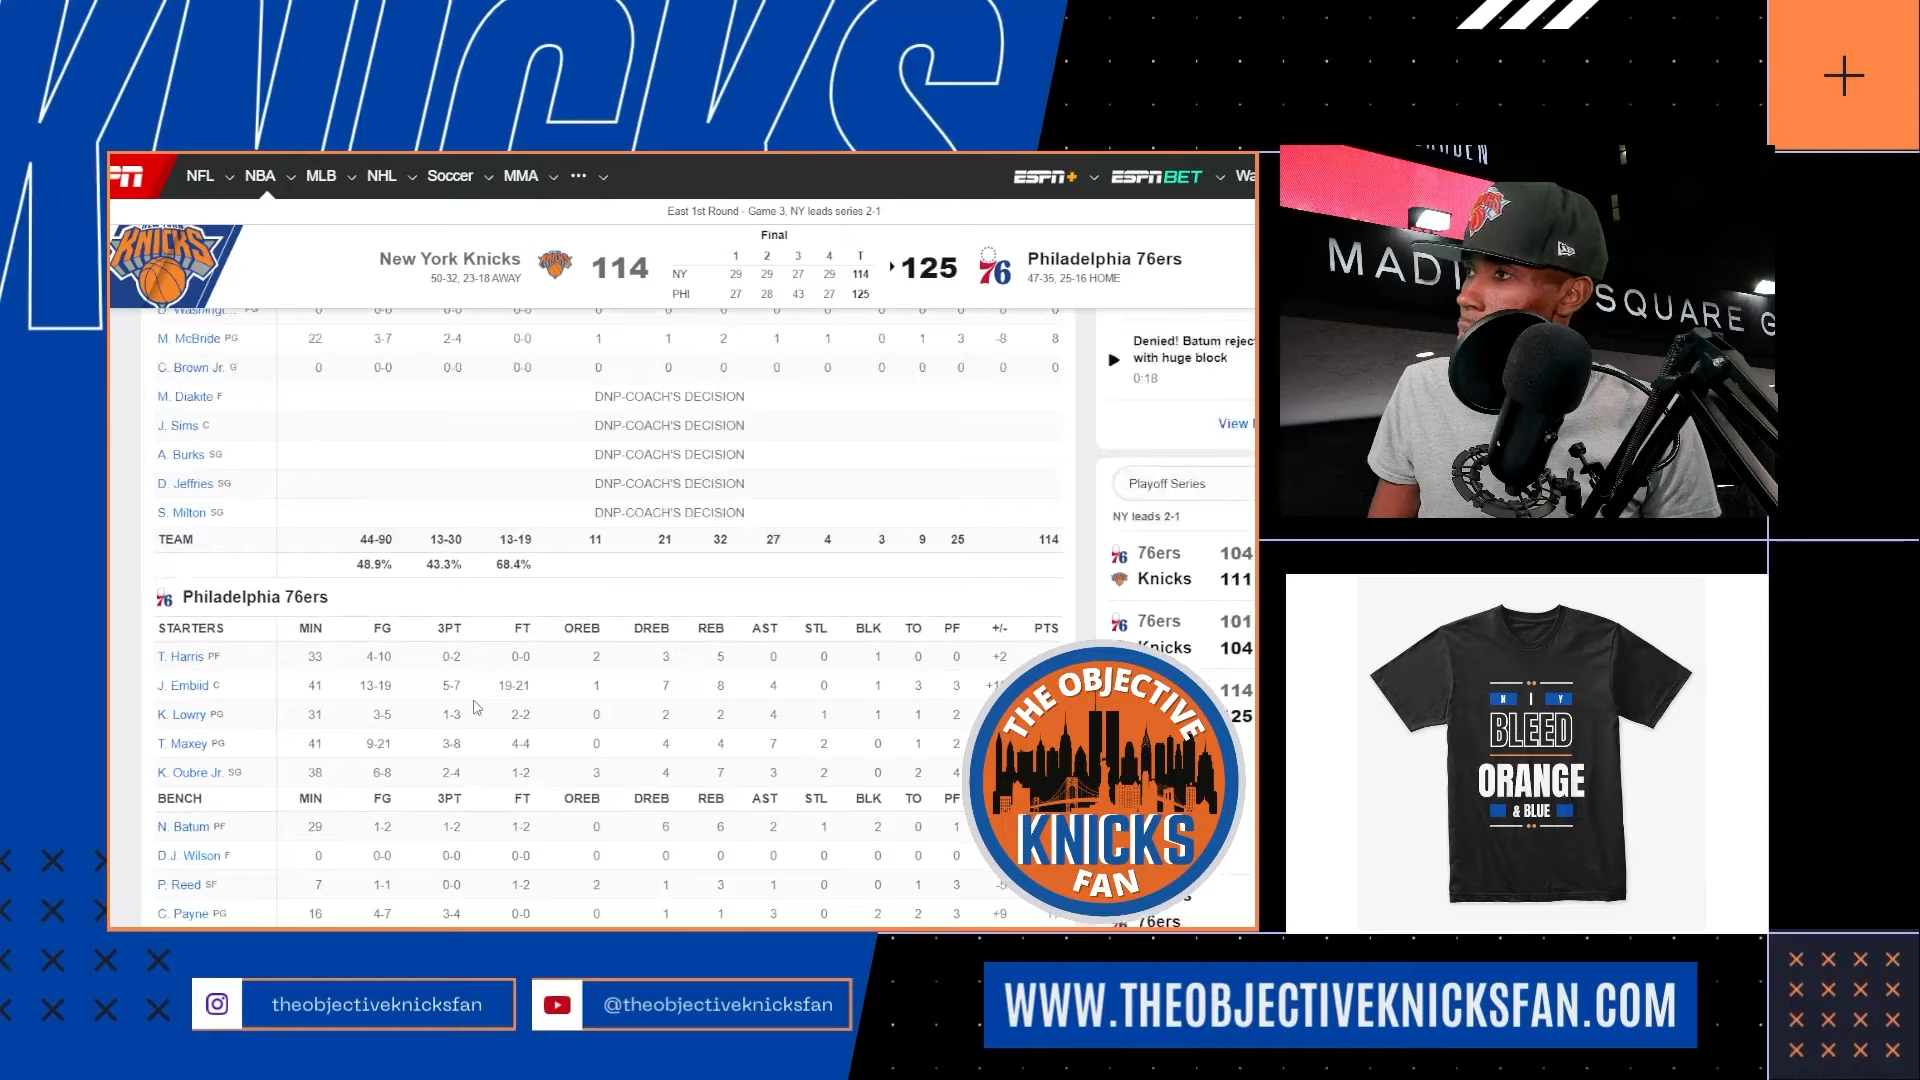 KNICKS
NFL NBA MLB NHL Soccer MMA ••• ESPN+ ESPN BET
East 1st Round - Game 3, NY leads series 2-1
NEW YORK KNICKS
New York Knicks
50-32, 23-18 AWAY
114
Final
1 2 3 4 T
NY 29 29 27 29 114
PHI 27 28 43 27 125
125
76
Philadelphia 76ers
47-35, 25-16 HOME
M. McBride PG 22 3-7 2-4 0-0 1 1 2 1 1 0 1 3 -8 8
C. Brown Jr. G 0 0-0 0-0 0-0 0 0 0 0 0 0 0 0 0 0
M. Diakite F DNP-COACH'S DECISION
J. Sims C DNP-COACH'S DECISION
A. Burks SG DNP-COACH'S DECISION
D. Jeffries SG DNP-COACH'S DECISION
S. Milton SG DNP-COACH'S DECISION
TEAM 44-90 13-30 13-19 11 21 32 27 4 3 9 25 114
48.9% 43.3% 68.4%
76 Philadelphia 76ers
STARTERS MIN FG 3PT FT OREB DREB REB AST STL BLK TO PF +/- PTS
T. Harris PF 33 4-10 0-2 0-0 2 3 5 0 0 1 0 0 +2
J. Embiid C 41 13-19 5-7 19-21 1 7 8 4 0 1 3 3
K. Lowry PG 31 3-5 1-3 2-2 0 2 2 4 1 1 1 2
T. Maxey PG 41 9-21 3-8 4-4 0 4 4 7 2 0 1 2
K. Oubre Jr. SG 38 6-8 2-4 1-2 3 4 7 3 2 0 2 4
BENCH MIN FG 3PT FT OREB DREB REB AST STL BLK TO PF
N. Batum PF 29 1-2 1-2 1-2 0 6 6 2 1 2 0 1
D.J. Wilson F 0 0-0 0-0 0-0 0 0 0 0 0 0 0 0
P. Reed SF 7 1-1 0-0 1-2 2 1 3 1 0 0 1 3
C. Payne PG 16 4-7 3-4 0-0 0 1 1 3 0 2 2 3 +9
Denied! Batum rejec
with huge block
0:18
View
Playoff Series
NY leads 2-1
76 76ers 104
Knicks 111
76 76ers 101
Knicks 104
114
76ers
THE OBJECTIVE
KNICKS
FAN
MADI SQUARE G
N Y
BLEED
ORANGE
& BLUE
theobjectiveknicksfan
@theobjectiveknicksfan
WWW.THEOBJECTIVEKNICKSFAN.COM